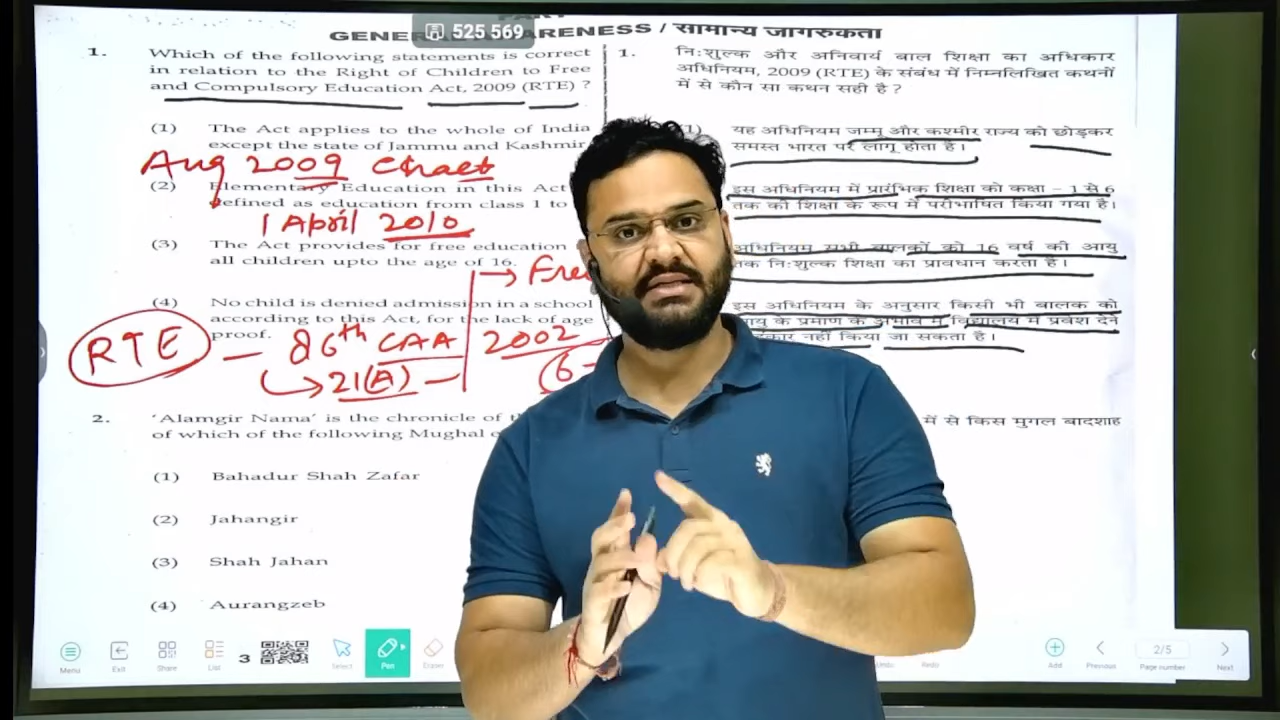 525 569
GENE ARENESS / सामान्य जागरुकता
1. Which of the following statements is correct
in relation to the Right of Children to Free
and Compulsory Education Act, 2009 (RTE) ?
(1) The Act applies to the whole of India
except the state of Jammu and Kashmir
Aug 2009
(2) Elementary Education in this Act
defined as education from class 1 to
1 April 2010
(3) The Act provides for free education
all children upto the age of 16.
→ Free
(4) No child is denied admission in a school
according to this Act, for the lack of age
proof.
RTE – 86th CAA 2002
→ 21(A) – (6-
2. 'Alamgir Nama' is the chronicle of
of which of the following Mughal
(1) Bahadur Shah Zafar
(2) Jahangir
(3) Shah Jahan
(4) Aurangzeb
1. नि:शुल्क और अनिवार्य बाल शिक्षा का अधिकार
अधिनियम, 2009 (RTE) के संबंध में निम्नलिखित कथनों
में से कौन सा कथन सही है ?
यह अधिनियम जम्मू और कश्मीर राज्य को छोड़कर
समस्त भारत पर लागू होता है।
इस अधिनियम में प्रारंभिक शिक्षा को कक्षा – 1 से 6
तक की शिक्षा के रूप में परिभाषित किया गया है।
अधिनियम सभी बालकों को 16 वर्ष की आयु
तक नि:शुल्क शिक्षा का प्रावधान करता है।
इस अधिनियम के अनुसार किसी भी बालक को
आयु के प्रमाण के अभाव में विद्यालय में प्रवेश देने
नहीं किया जा सकता है।
में से किस मुगल बादशाह
Menu Exit Share List 3 Select Pen Eraser Undo Redo Add Previous 2/5 Page number Next